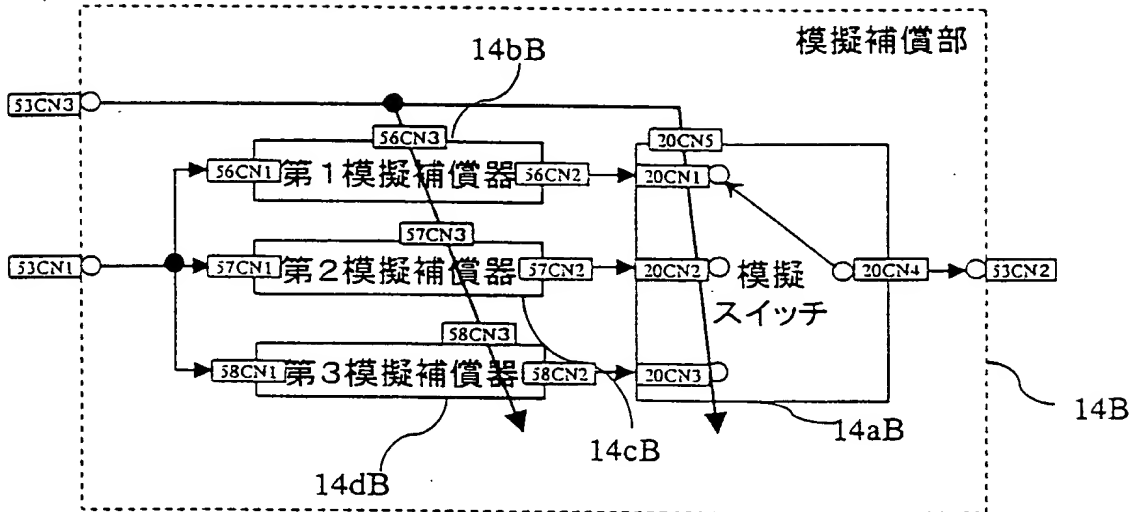 模擬補償部
14bB
53CN3
56CN3
20CN5
56CN1
第1模擬補償器
56CN2
20CN1
57CN3
53CN1
57CN1
第2模擬補償器
57CN2
20CN2
模擬
スイッチ
20CN4
53CN2
58CN3
58CN1
第3模擬補償器
58CN2
20CN3
14B
14aB
14cB
14dB